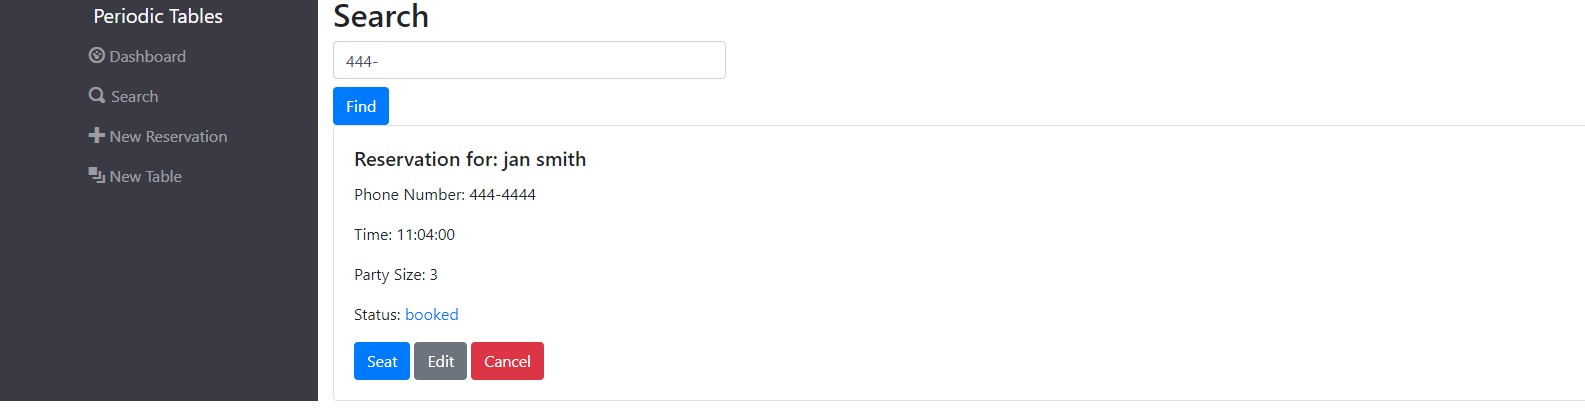 Periodic Tables
Dashboard
Search
New Reservation
New Table
Search
444-
Find
Reservation for: jan smith
Phone Number: 444-4444
Time: 11:04:00
Party Size: 3
Status: booked
Seat Edit Cancel